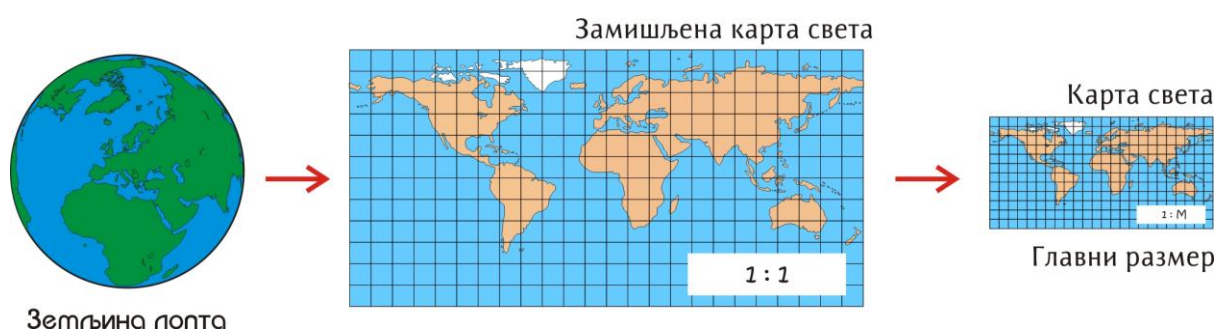 Замишљена карта света
1 : 1
Земљина лопта
Карта света
1 : M
Главни размер